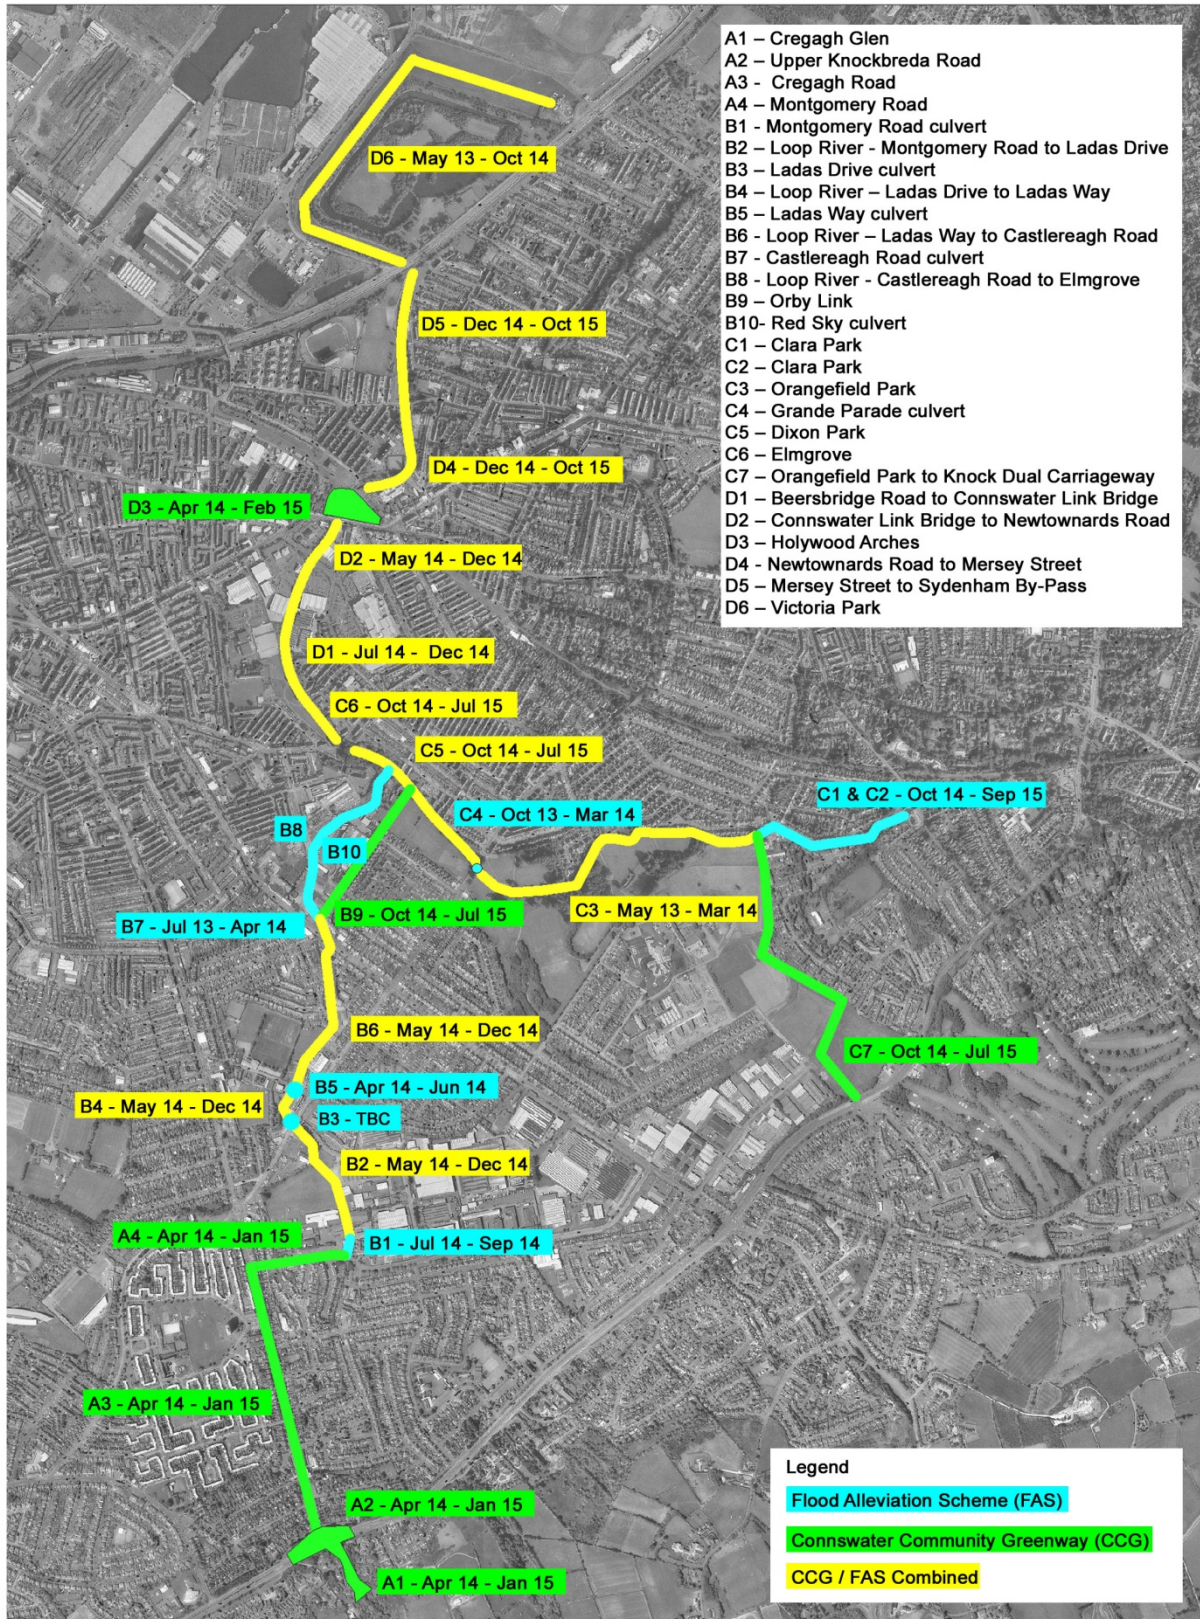 A1 – Cregagh Glen
A2 – Upper Knockbreda Road
A3 - Cregagh Road
A4 – Montgomery Road
B1 - Montgomery Road culvert
B2 – Loop River - Montgomery Road to Ladas Drive
B3 – Ladas Drive culvert
B4 – Loop River – Ladas Drive to Ladas Way
B5 – Ladas Way culvert
B6 - Loop River – Ladas Way to Castlereagh Road
B7 - Castlereagh Road culvert
B8 - Loop River - Castlereagh Road to Elmgrove
B9 – Orby Link
B10- Red Sky culvert
C1 – Clara Park
C2 – Clara Park
C3 – Orangefield Park
C4 – Grande Parade culvert
C5 – Dixon Park
C6 – Elmgrove
C7 - Orangefield Park to Knock Dual Carriageway
D1 – Beersbridge Road to Connswater Link Bridge
D2 – Connswater Link Bridge to Newtownards Road
D3 – Holywood Arches
D4 - Newtownards Road to Mersey Street
D5 – Mersey Street to Sydenham By-Pass
D6 – Victoria Park
D6 - May 13 - Oct 14
D5 - Dec 14 - Oct 15
D4 - Dec 14 - Oct 15
D3 - Apr 14 - Feb 15
D2 - May 14 - Dec 14
D1 - Jul 14 - Dec 14
C6 - Oct 14 - Jul 15
C5 - Oct 14 - Jul 15
C1 & C2 - Oct 14 - Sep 15
C4 - Oct 13 - Mar 14
B8
B10
C3 - May 13 - Mar 14
B9 - Oct 14 - Jul 15
B7 - Jul 13 - Apr 14
B6 - May 14 - Dec 14
C7 - Oct 14 - Jul 15
B5 - Apr 14 - Jun 14
B4 - May 14 - Dec 14
B3 - TBC
B2 - May 14 - Dec 14
A4 - Apr 14 - Jan 15
B1 - Jul 14 - Sep 14
A3 - Apr 14 - Jan 15
A2 - Apr 14 - Jan 15
A1 - Apr 14 - Jan 15
Legend
Flood Alleviation Scheme (FAS)
Connswater Community Greenway (CCG)
CCG / FAS Combined